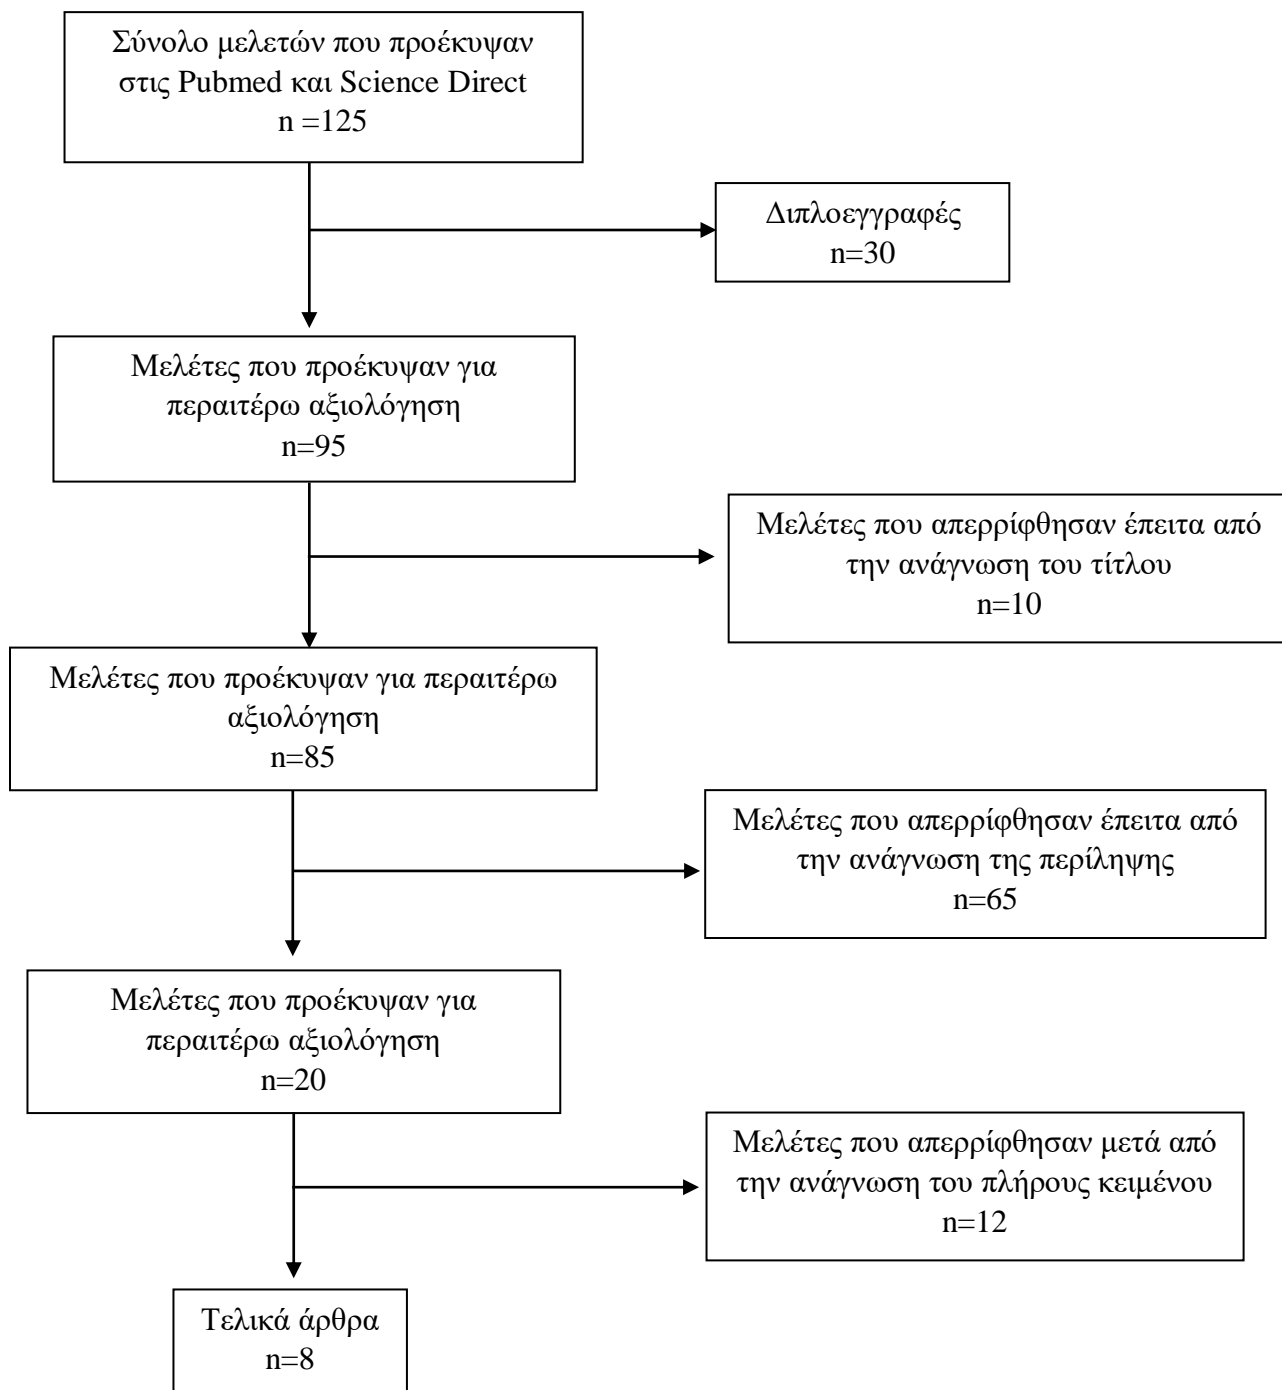 Σύνολο μελετών που προέκυψαν
στις Pubmed και Science Direct
n =125
Διπλοεγγραφές
n=30
Μελέτες που προέκυψαν για
περαιτέρω αξιολόγηση
n=95
Μελέτες που απερρίφθησαν έπειτα από
την ανάγνωση του τίτλου
n=10
Μελέτες που προέκυψαν για περαιτέρω
αξιολόγηση
n=85
Μελέτες που απερρίφθησαν έπειτα από
την ανάγνωση της περίληψης
n=65
Μελέτες που προέκυψαν για
περαιτέρω αξιολόγηση
n=20
Μελέτες που απερρίφθησαν μετά από
την ανάγνωση του πλήρους κειμένου
n=12
Τελικά άρθρα
n=8